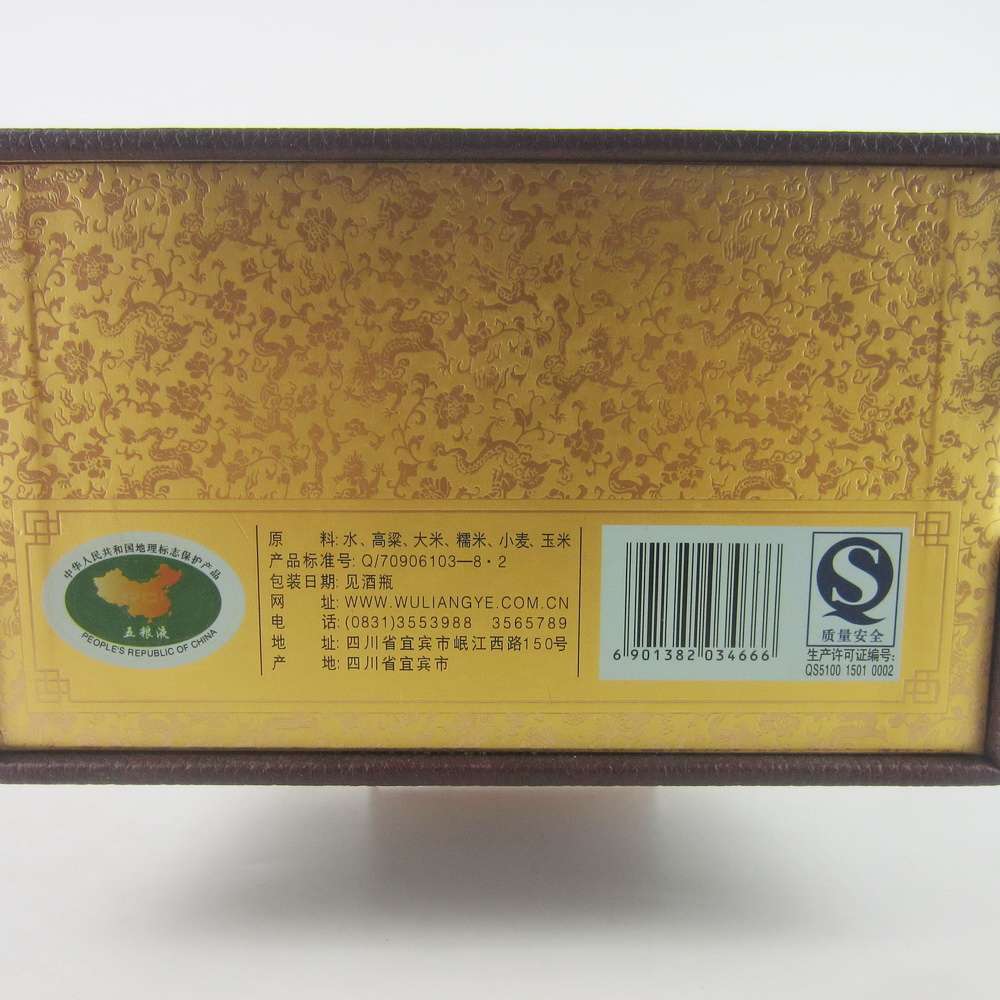 中华人民共和国地理标志保护产品
五粮液
PEOPLE'S REPUBLIC OF CHINA
原 料: 水、高粱、大米、糯米、小麦、玉米
产品标准号: Q/70906103—8·2
包装日期: 见酒瓶
网 址: WWW.WULIANGYE.COM.CN
电 话: (0831)3553988 3565789
地 址: 四川省宜宾市岷江西路150号
产 地: 四川省宜宾市
6 901382 034666
QS
质量安全
生产许可证编号:
QS5100 1501 0002